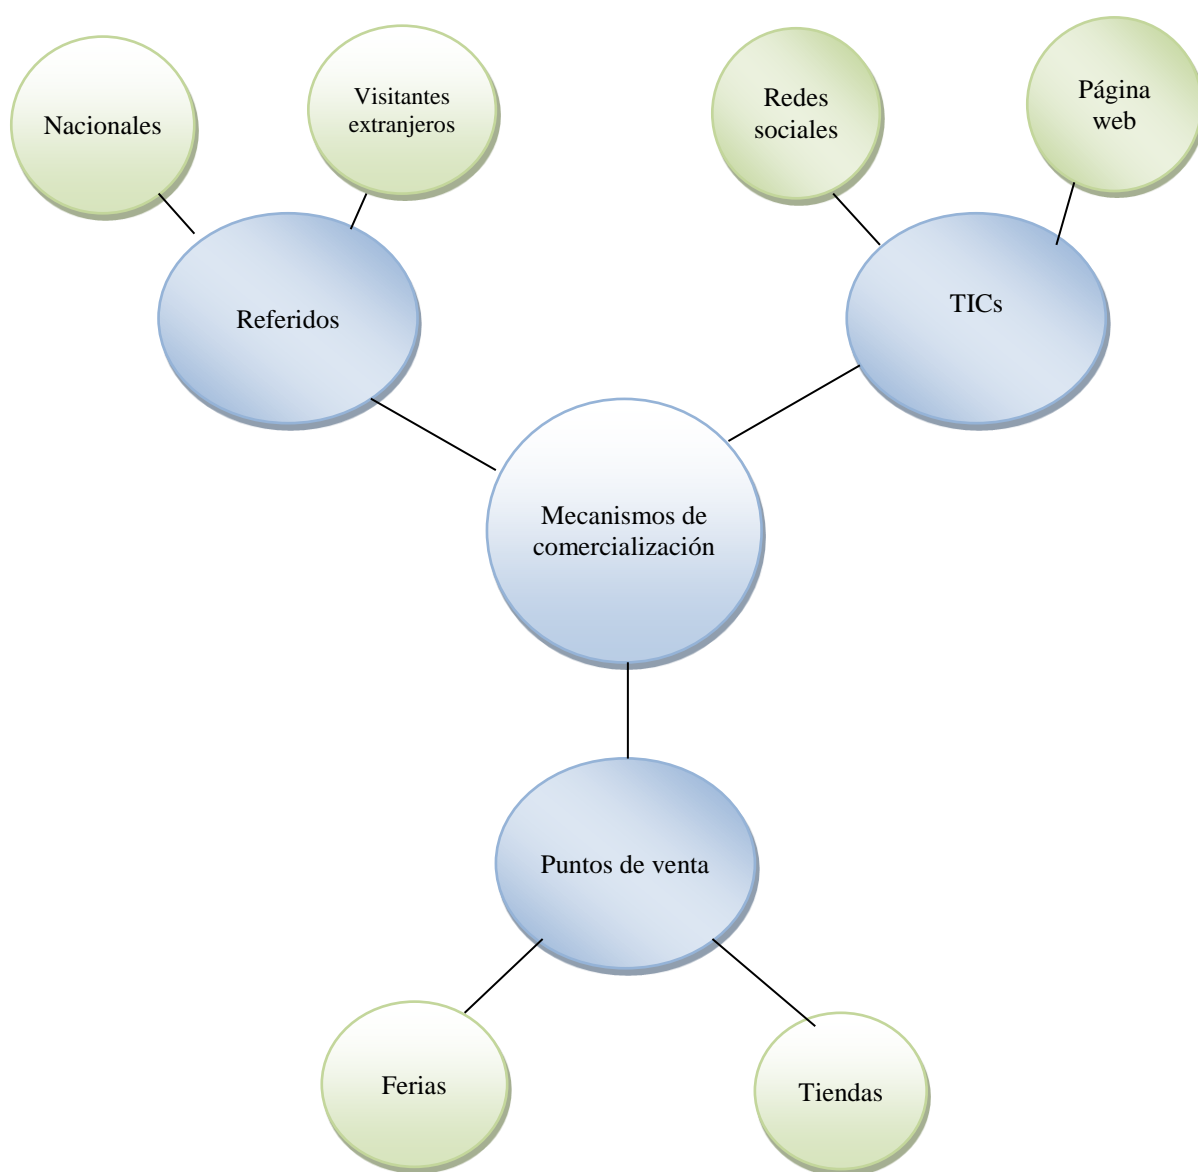 Nacionales
Visitantes
extranjeros
Redes
sociales
Página
web
Referidos
TICs
Mecanismos de
comercialización
Puntos de venta
Ferias
Tiendas